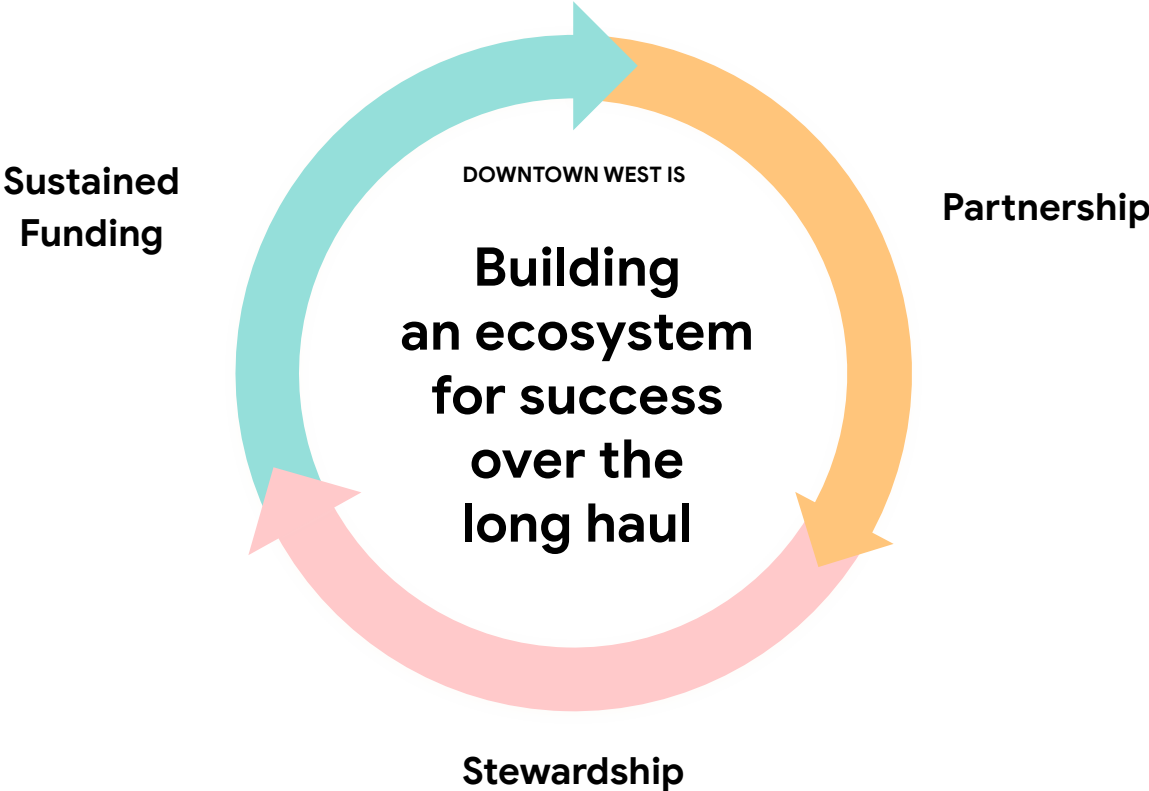 DOWNTOWN WEST IS
Building
an ecosystem
for success
over the
long haul
Sustained
Funding
Partnership
Stewardship